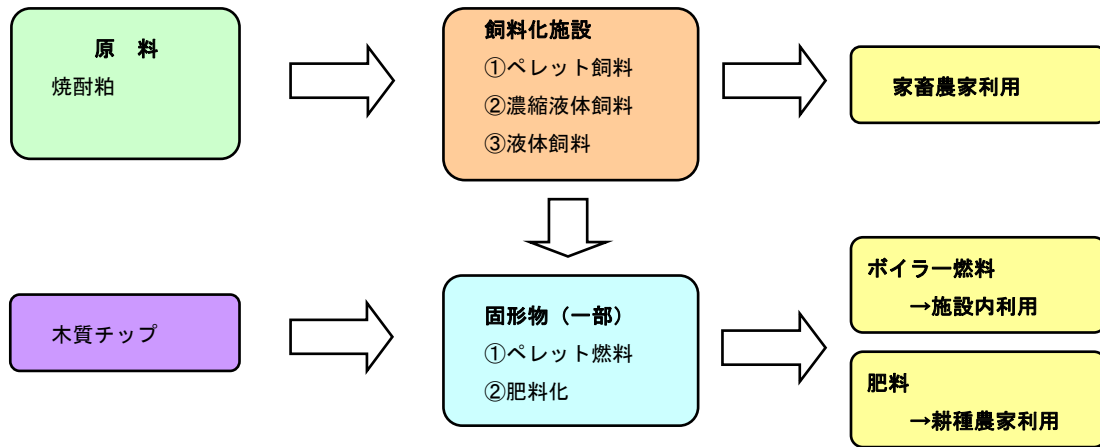 原　料
焼酎粕
飼料化施設
①ペレット飼料
②濃縮液体飼料
③液体飼料
家畜農家利用
木質チップ
固形物（一部）
①ペレット燃料
②肥料化
ボイラー燃料
→施設内利用
肥料
→耕種農家利用